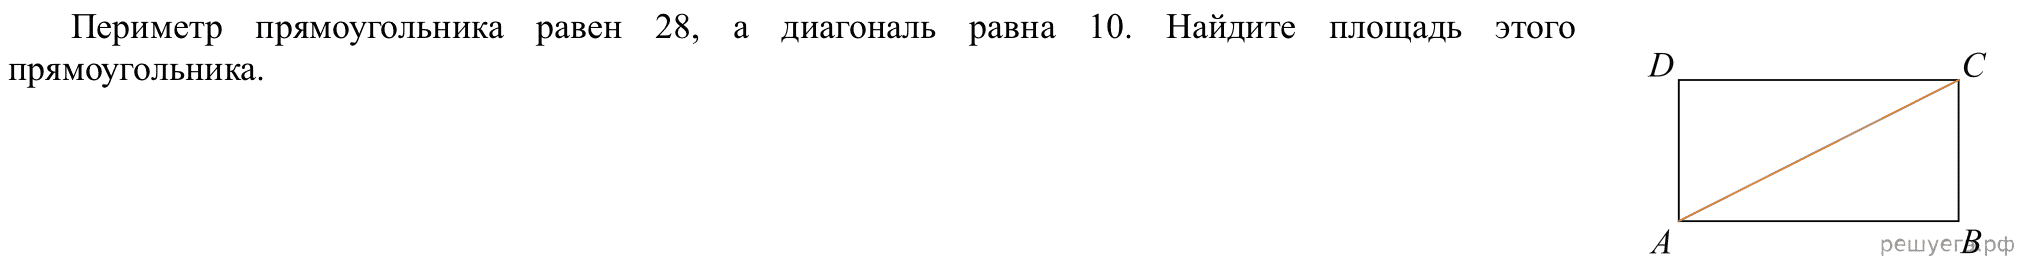 Периметр прямоугольника равен 28, а диагональ равна 10. Найдите площадь этого
прямоугольника.
D
C
A
B
решуегэ.рф